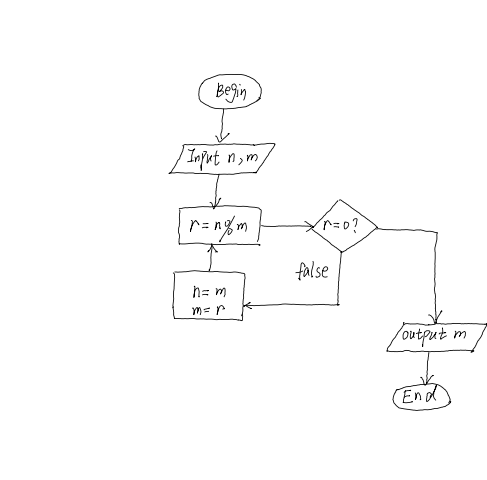 Begin
Input n, m
r = n % m
r=0?
false
n = m
m = r
output m
End